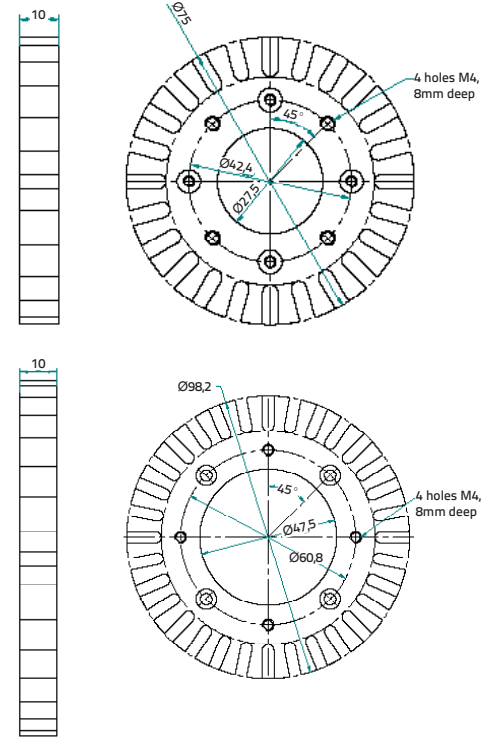 10
Ø75
4 holes M4,
8mm deep
45°
Ø42,4
Ø27,5
10
Ø98,2
45°
4 holes M4,
8mm deep
Ø47,5
Ø60,8